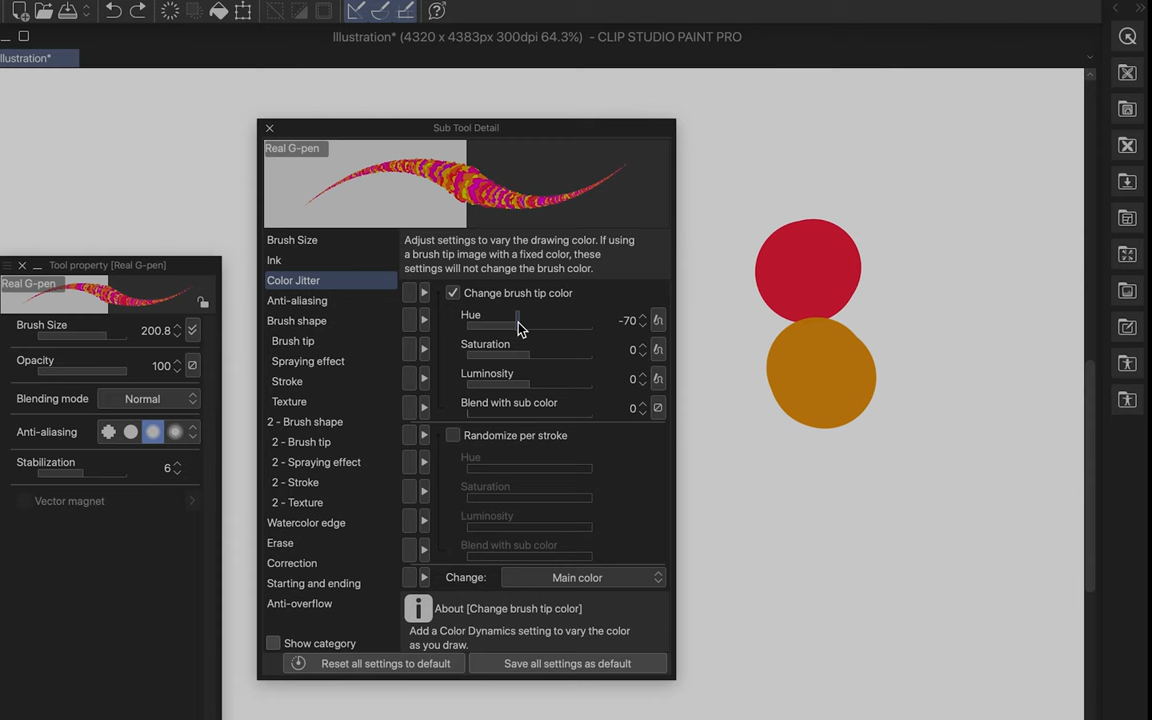 Illustration* (4320 x 4383px 300dpi 64.3%) - CLIP STUDIO PAINT PRO
llustration*
Sub Tool Detail
Real G-pen
Brush Size
Ink
Color Jitter
Anti-aliasing
Brush shape
Brush tip
Spraying effect
Stroke
Texture
2 - Brush shape
2 - Brush tip
2 - Spraying effect
2 - Stroke
2 - Texture
Watercolor edge
Erase
Correction
Starting and ending
Anti-overflow
Show category
Adjust settings to vary the drawing color. If using
a brush tip image with a fixed color, these
settings will not change the brush color.
Change brush tip color
Hue
-70
Saturation
0
Luminosity
0
Blend with sub color
0
Randomize per stroke
Hue
Saturation
Luminosity
Blend with sub color
Change: Main color
About [Change brush tip color]
Add a Color Dynamics setting to vary the color
as you draw.
Reset all settings to default
Save all settings as default
Tool property [Real G-pen]
Real G-pen
Brush Size
200.8
Opacity
100
Blending mode Normal
Anti-aliasing
Stabilization
6
Vector magnet